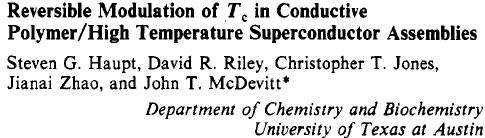 Reversible Modulation of Tc in Conductive
Polymer/High Temperature Superconductor Assemblies
Steven G. Haupt, David R. Riley, Christopher T. Jones,
Jianai Zhao, and John T. McDevitt*
Department of Chemistry and Biochemistry
University of Texas at Austin